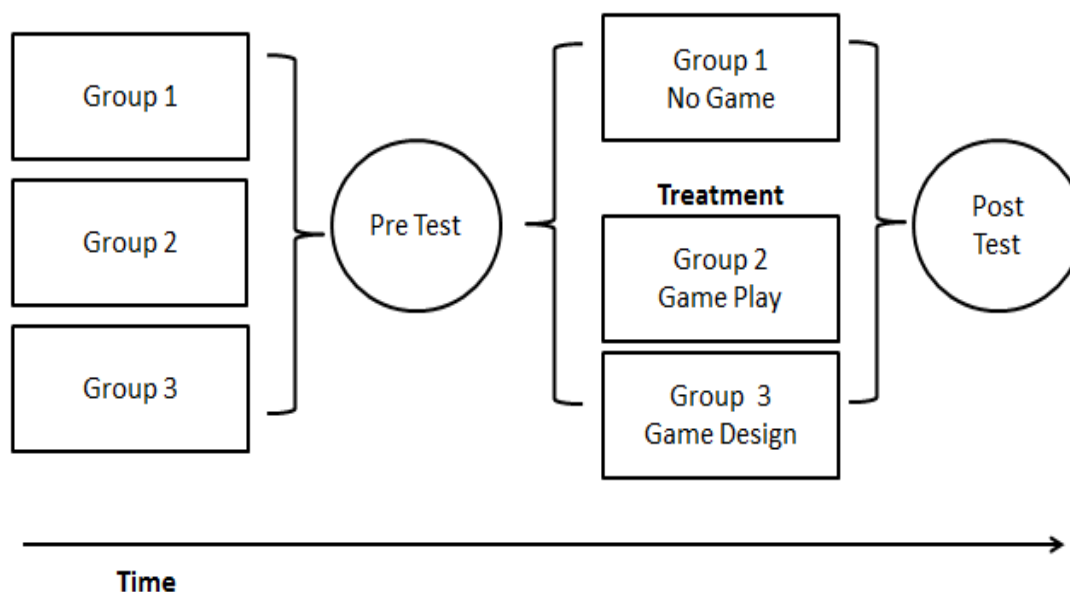 Group 1
Group 2
Group 3
Pre Test
Group 1
No Game
Treatment
Group 2
Game Play
Group 3
Game Design
Post
Test
Time